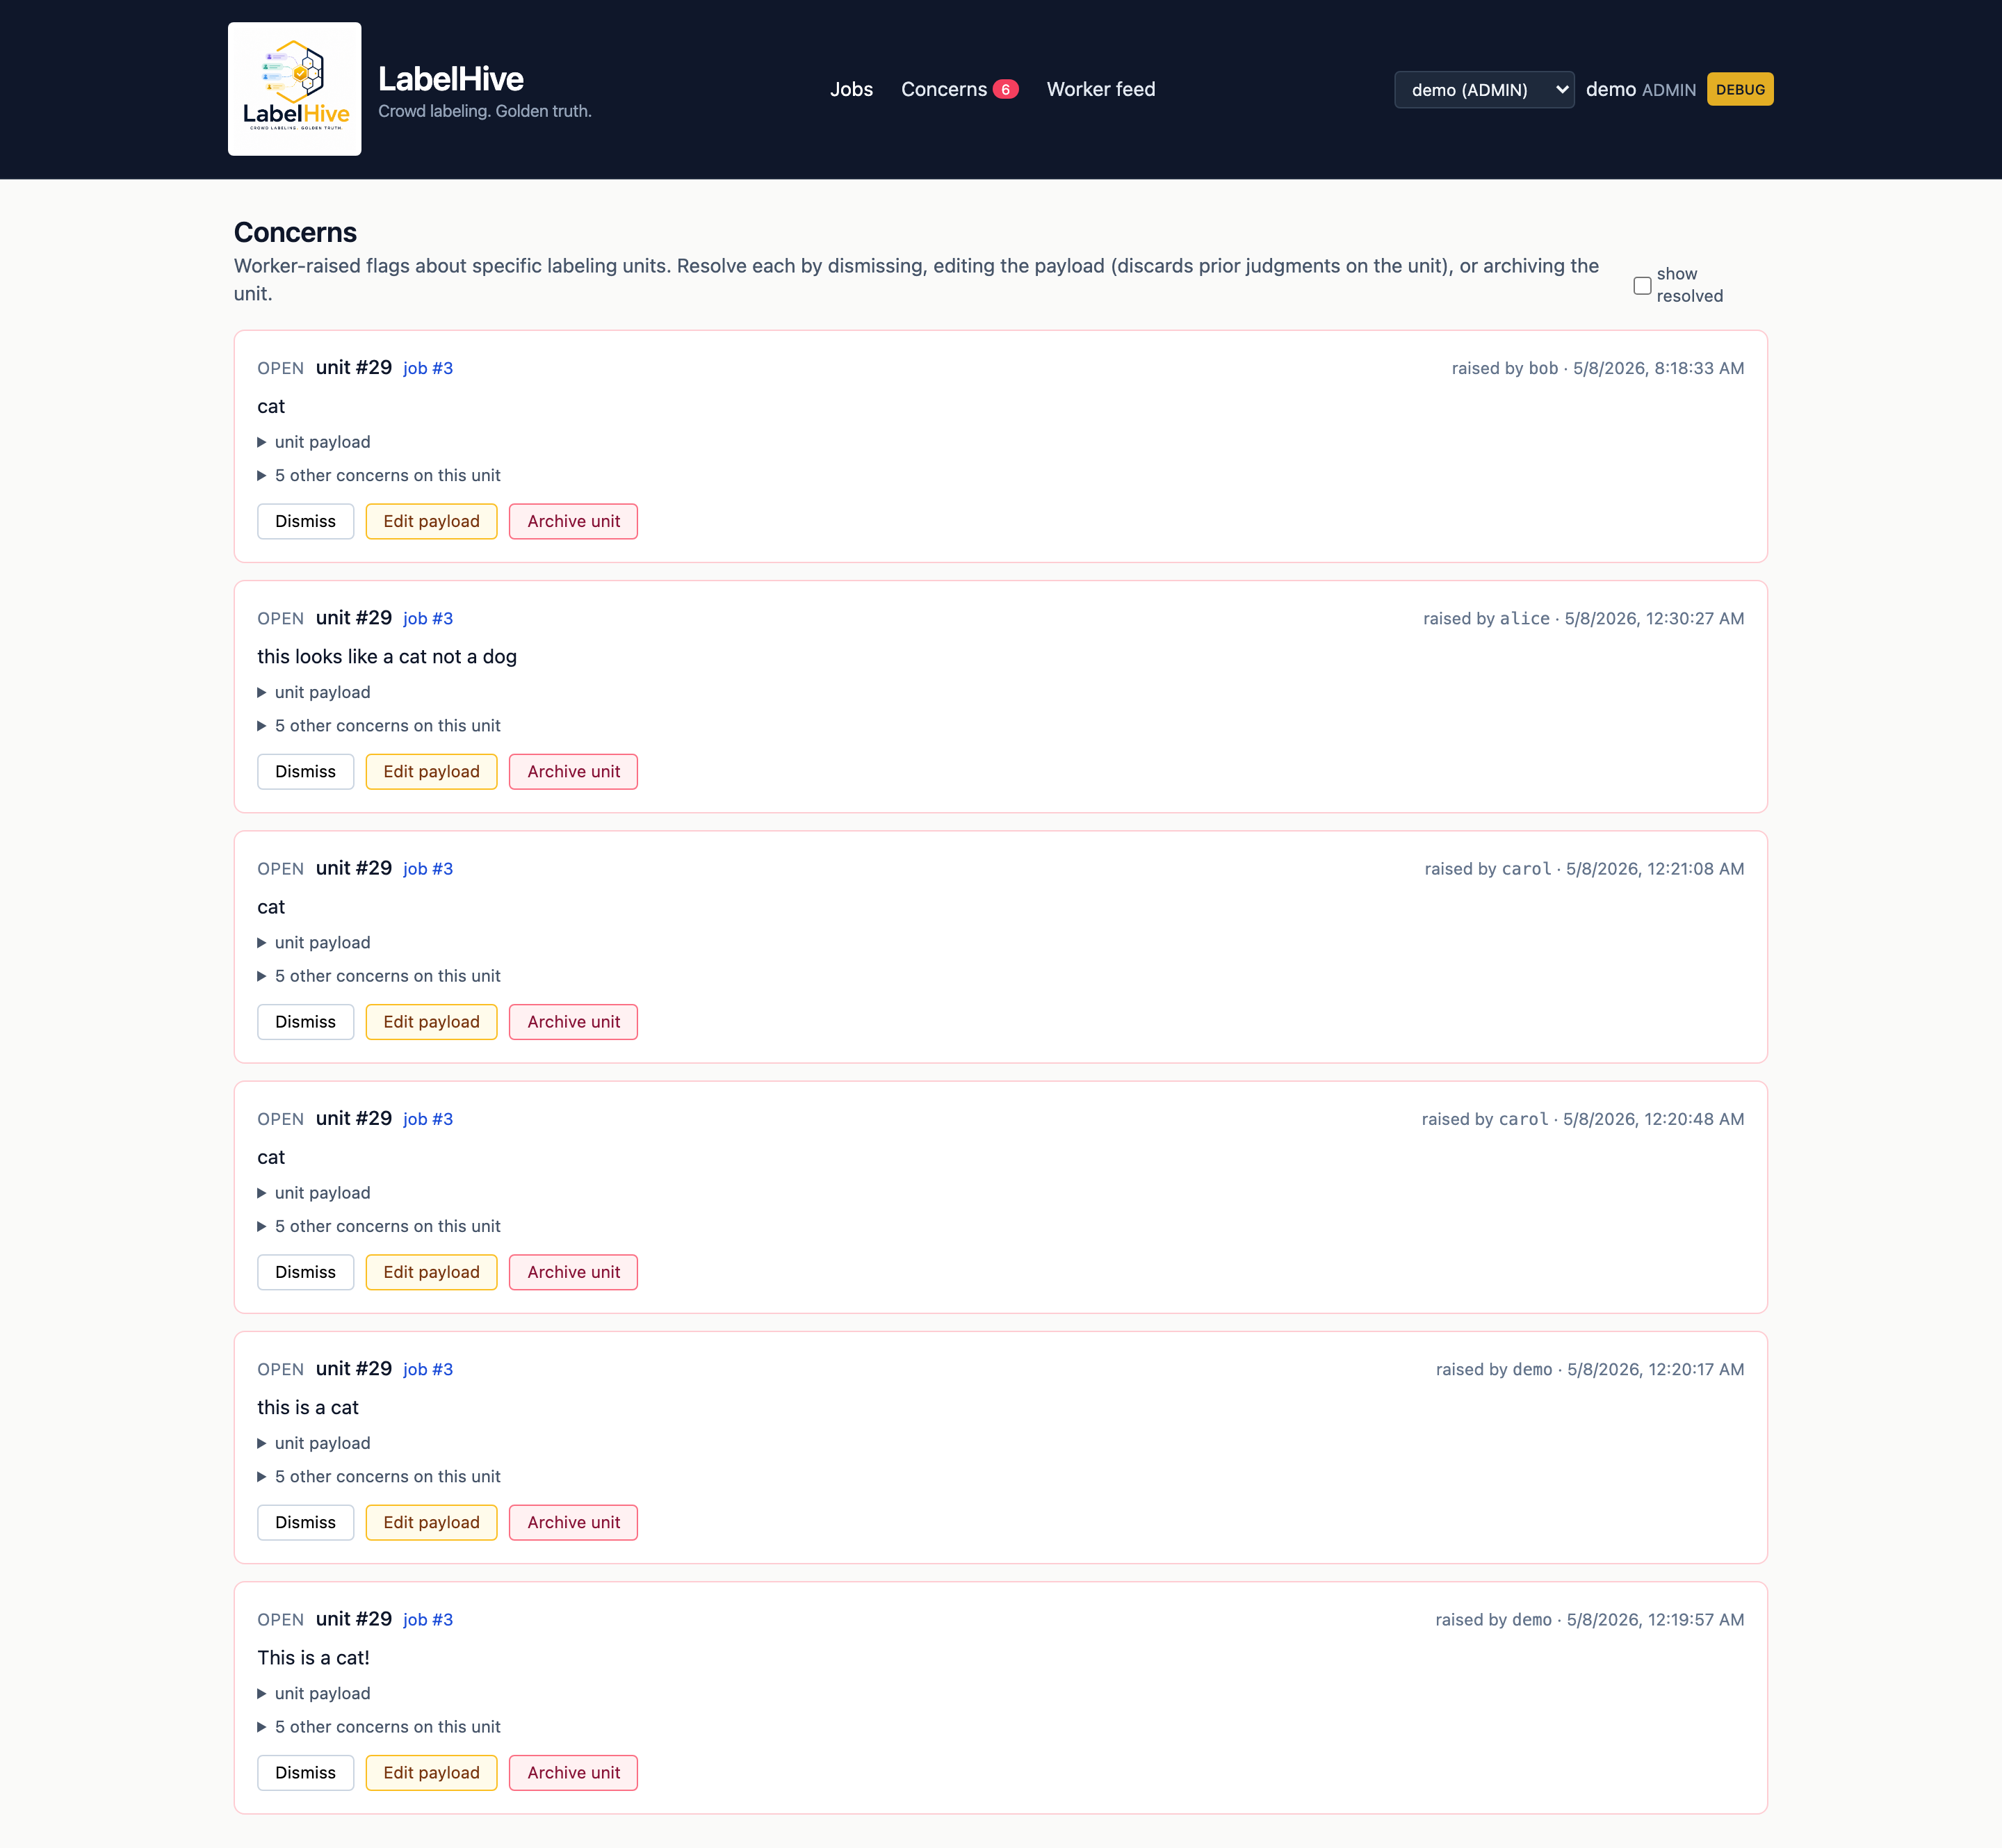 LabelHive
CROWD LABELING. GOLDEN TRUTH.
LabelHive
Crowd labeling. Golden truth.
Jobs
Concerns 6
Worker feed
demo (ADMIN)
demo ADMIN
DEBUG
Concerns
Worker-raised flags about specific labeling units. Resolve each by dismissing, editing the payload (discards prior judgments on the unit), or archiving the
unit.
show
resolved
OPEN unit #29 job #3
raised by bob · 5/8/2026, 8:18:33 AM
cat
unit payload
5 other concerns on this unit
Dismiss
Edit payload
Archive unit
OPEN unit #29 job #3
raised by alice · 5/8/2026, 12:30:27 AM
this looks like a cat not a dog
unit payload
5 other concerns on this unit
Dismiss
Edit payload
Archive unit
OPEN unit #29 job #3
raised by carol · 5/8/2026, 12:21:08 AM
cat
unit payload
5 other concerns on this unit
Dismiss
Edit payload
Archive unit
OPEN unit #29 job #3
raised by carol · 5/8/2026, 12:20:48 AM
cat
unit payload
5 other concerns on this unit
Dismiss
Edit payload
Archive unit
OPEN unit #29 job #3
raised by demo · 5/8/2026, 12:20:17 AM
this is a cat
unit payload
5 other concerns on this unit
Dismiss
Edit payload
Archive unit
OPEN unit #29 job #3
raised by demo · 5/8/2026, 12:19:57 AM
This is a cat!
unit payload
5 other concerns on this unit
Dismiss
Edit payload
Archive unit